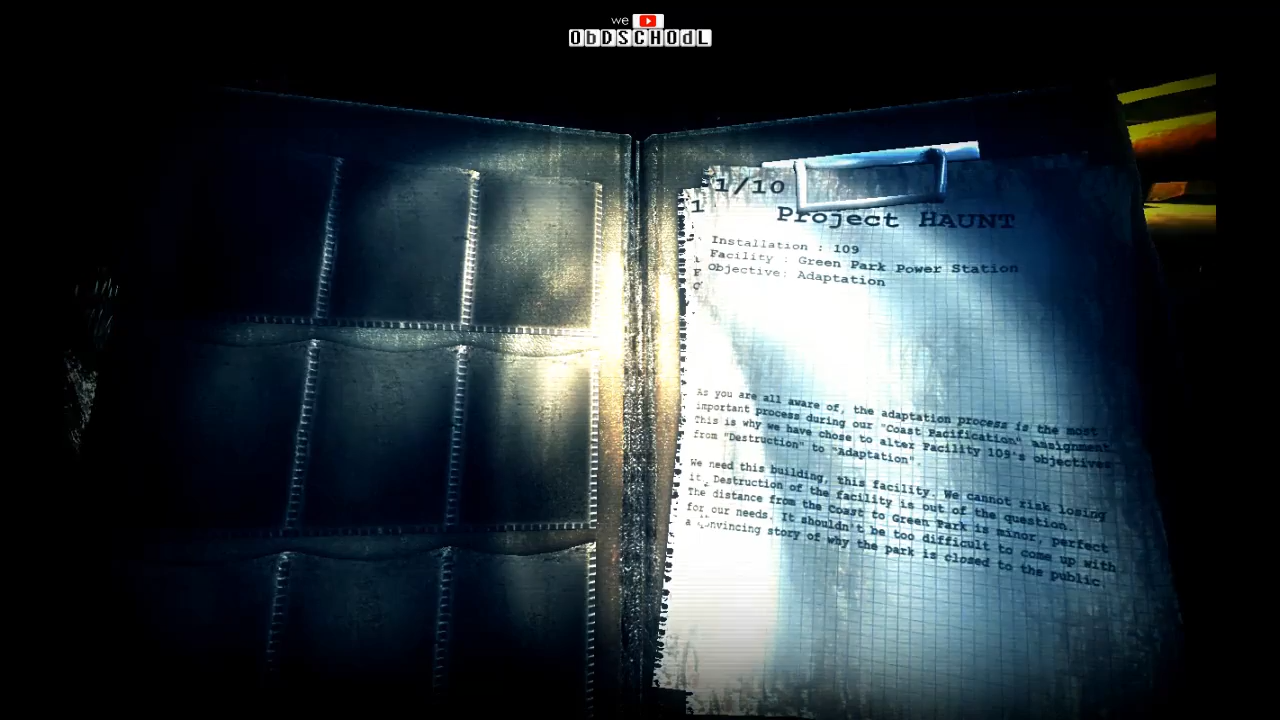 we
ObDSCHOdL
1/10
1
Project HAUNT
Installation : 109
Facility : Green Park Power Station
Objective: Adaptation
As you are all aware of, the adaptation process is the most
important process during our "Coast Pacification" assignment
This is why we have chose to alter Facility 109's objectives
from "Destruction" to "Adaptation".
We need this building, this facility. We cannot risk losing
it. Destruction of the facility is out of the question.
The distance from the Coast to Green Park is minor, perfect
for our needs. It shouldn't be too difficult to come up with
a convincing story of why the park is closed to the public